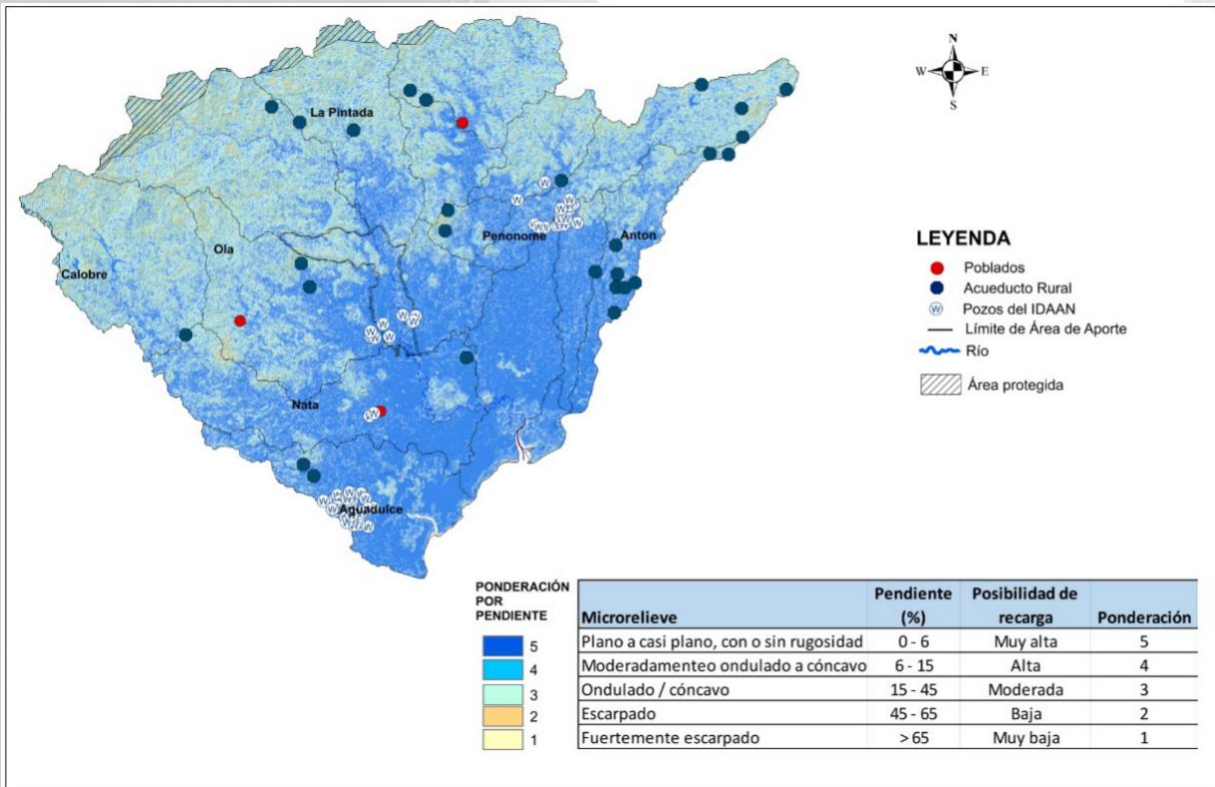 N
W E
S
La Pintada
Ola
Penonome
Anton
Calobre
Nata
Aguadulce
LEYENDA
Poblados
Acueducto Rural
W Pozos del IDAAN
Límite de Área de Aporte
Río
Área protegida
PONDERACIÓN
POR
PENDIENTE
5
4
3
2
1
Microrelieve Pendiente (%) Posibilidad de recarga Ponderación
Plano a casi plano, con o sin rugosidad 0 - 6 Muy alta 5
Moderadamenteo ondulado a cóncavo 6 - 15 Alta 4
Ondulado / cóncavo 15 - 45 Moderada 3
Escarpado 45 - 65 Baja 2
Fuertemente escarpado > 65 Muy baja 1